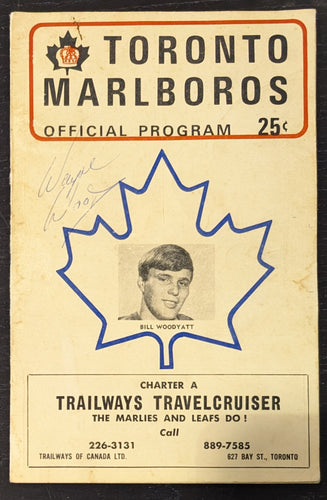 TORONTO
MARLBOROS
OFFICIAL PROGRAM 25¢
Wayne
Wood
BILL WOODYATT
CHARTER A
TRAILWAYS TRAVELCRUISER
THE MARLIES AND LEAFS DO !
Call
226-3131 889-7585
TRAILWAYS OF CANADA LTD. 627 BAY ST., TORONTO